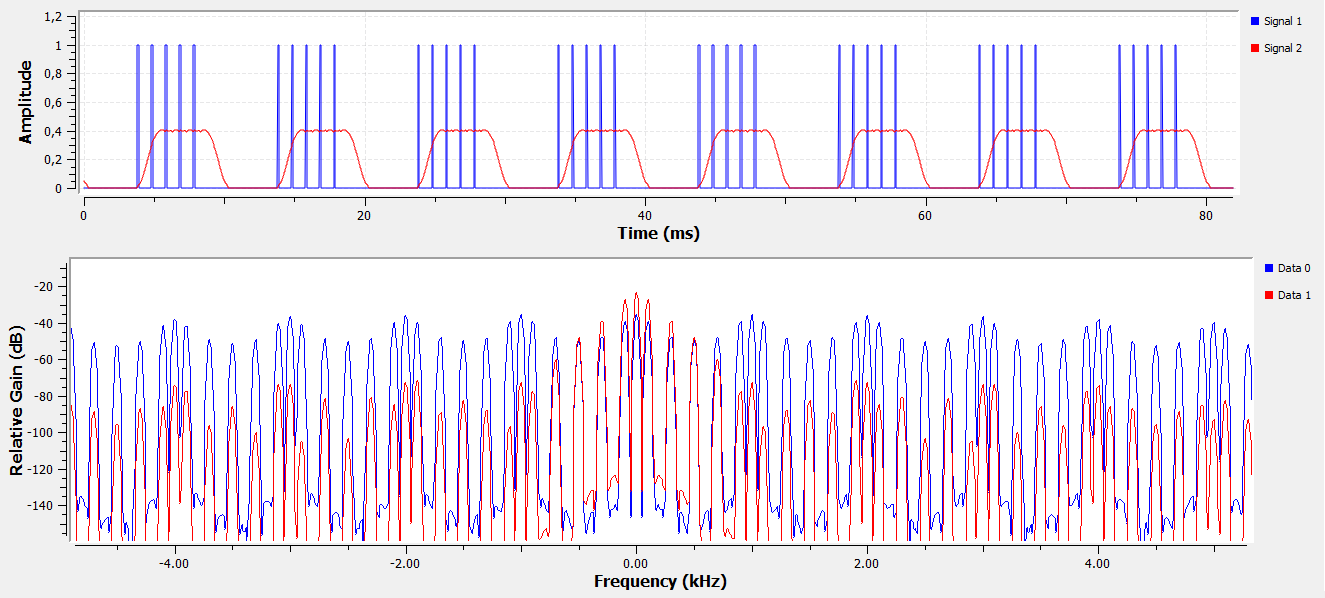 1,2
1
0,8
0,6
0,4
0,2
0
Amplitude
0 20 40 60 80
Time (ms)
Signal 1
Signal 2
-20
-40
-60
-80
-100
-120
-140
Relative Gain (dB)
-4.00 -2.00 0.00 2.00 4.00
Frequency (kHz)
Data 0
Data 1